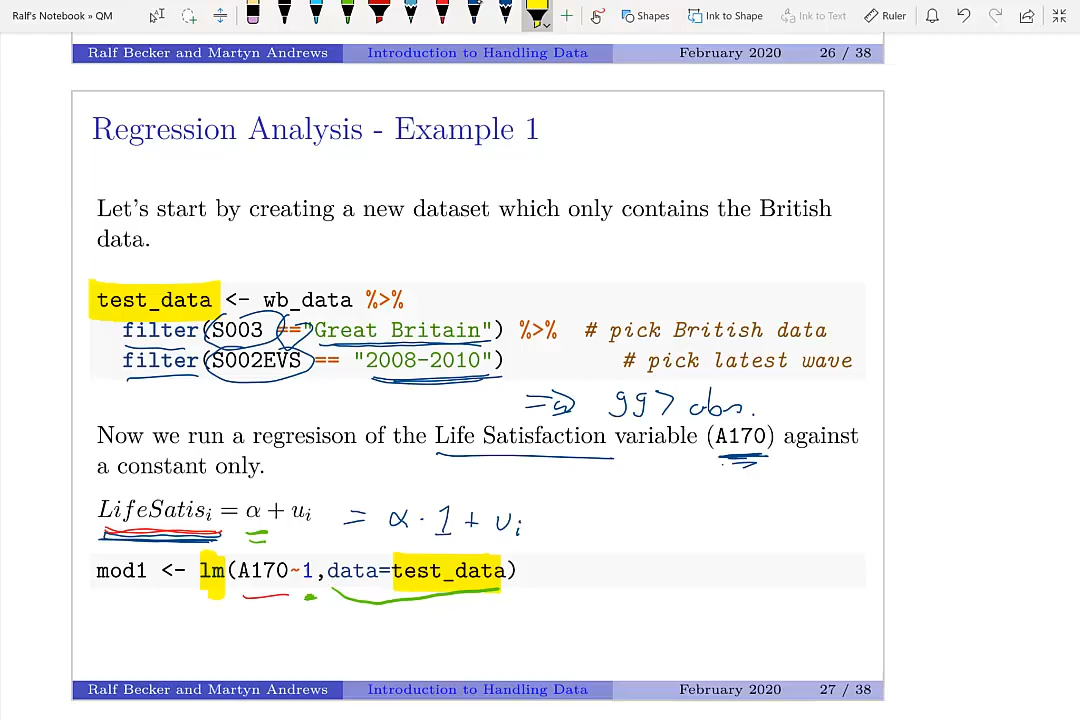 Ralf's Notebook » QM
Shapes
Ink to Shape
Ink to Text
Ruler
Ralf Becker and Martyn Andrews Introduction to Handling Data February 2020 26 / 38
Regression Analysis - Example 1
Let's start by creating a new dataset which only contains the British
data.
test_data <- wb_data %>%
filter(S003 =="Great Britain") %>% # pick British data
filter(S002EVS == "2008-2010") # pick latest wave
=> 997 obs.
Now we run a regresison of the Life Satisfaction variable (A170) against
a constant only.
LifeSatisᵢ = α + uᵢ = α · 1 + uᵢ
mod1 <- lm(A170~1,data=test_data)
Ralf Becker and Martyn Andrews Introduction to Handling Data February 2020 27 / 38